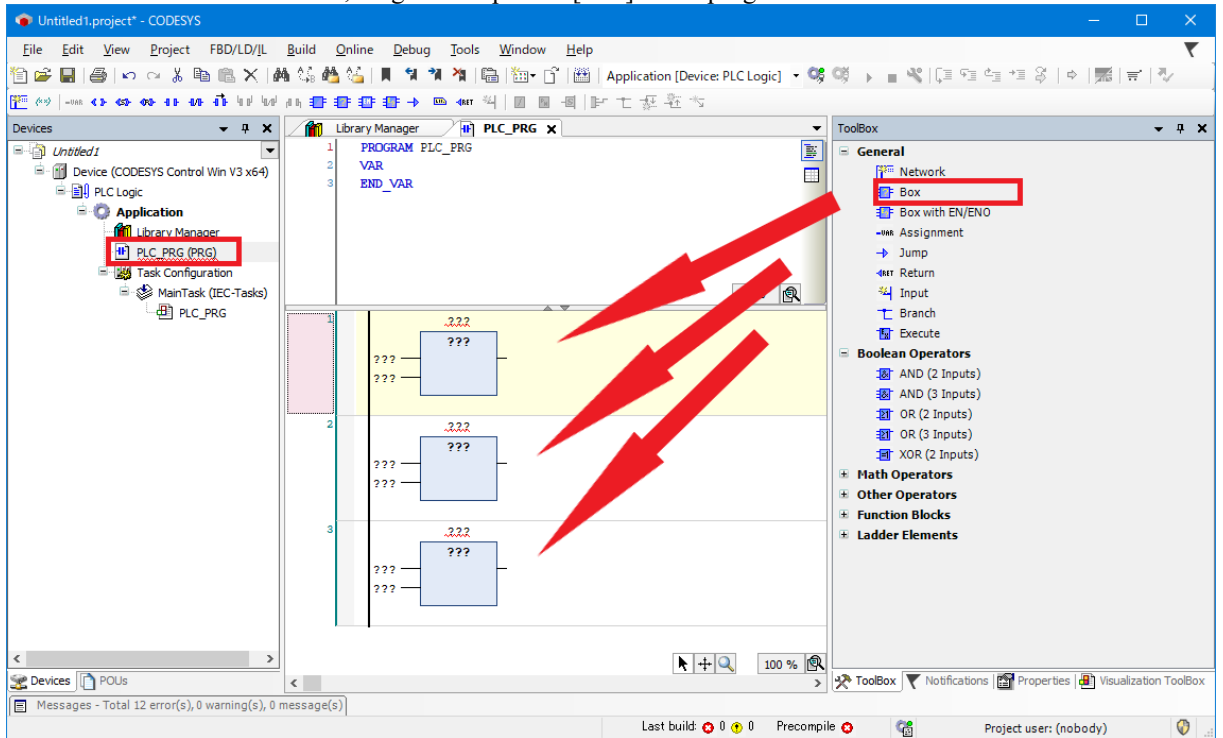 Untitled1.project* - CODESYS
File Edit View Project FBD/LD/IL Build Online Debug Tools Window Help
Application [Device: PLC Logic]
Devices
Untitled1
Device (CODESYS Control Win V3 x64)
PLC Logic
Application
Library Manager
PLC_PRG (PRG)
Task Configuration
MainTask (IEC-Tasks)
PLC_PRG
Devices POUs
Library Manager PLC_PRG
1 PROGRAM PLC_PRG
2 VAR
3 END_VAR
1
???
???
???
???
2
???
???
???
???
3
???
???
???
???
100 %
ToolBox
General
Network
Box
Box with EN/ENO
Assignment
Jump
Return
Input
Branch
Execute
Boolean Operators
AND (2 Inputs)
AND (3 Inputs)
OR (2 Inputs)
OR (3 Inputs)
XOR (2 Inputs)
Math Operators
Other Operators
Function Blocks
Ladder Elements
ToolBox Notifications Properties Visualization ToolBox
Messages - Total 12 error(s), 0 warning(s), 0 message(s)
Last build: 0 0 Precompile Project user: (nobody)